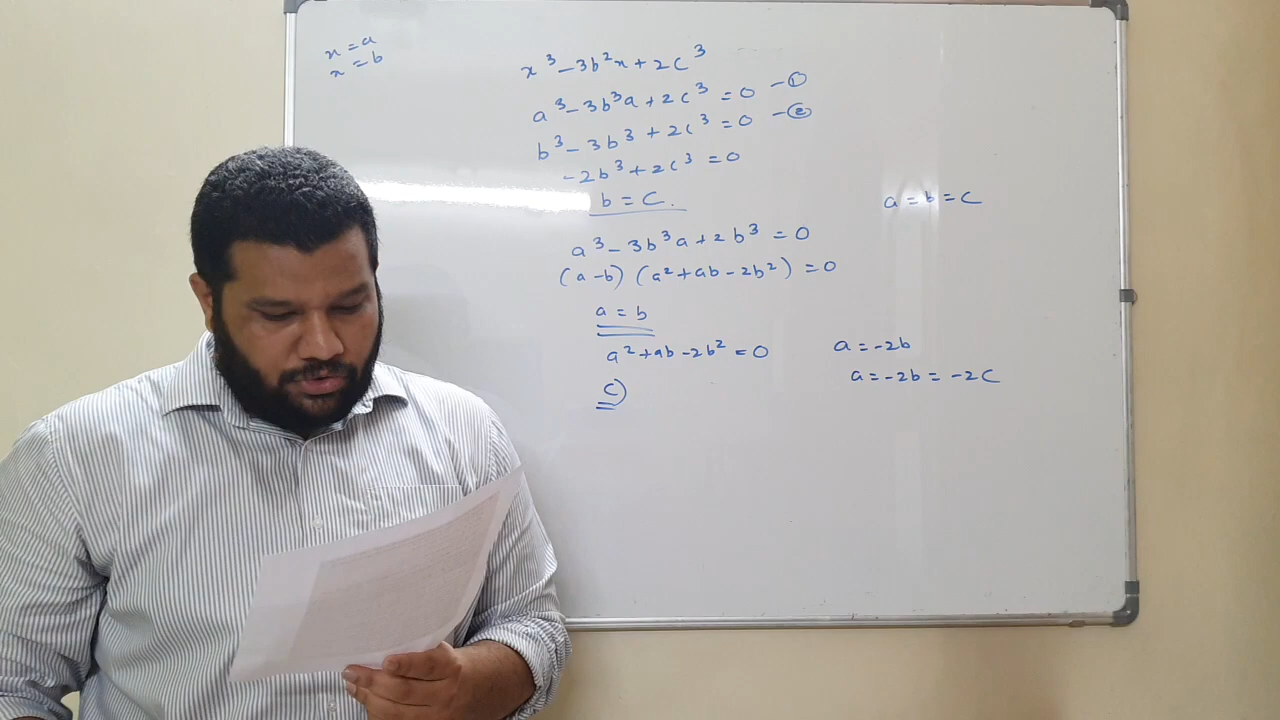 x = a
x = b
x³ - 3b²x + 2c³
a³ - 3b³a + 2c³ = 0 - ①
b³ - 3b³ + 2c³ = 0 - ②
-2b³ + 2c³ = 0
b = c.
a = b = c
a³ - 3b³a + 2b³ = 0
(a - b) (a² + ab - 2b²) = 0
a = b
a² + ab - 2b² = 0
a = -2b
a = -2b = -2c
c)